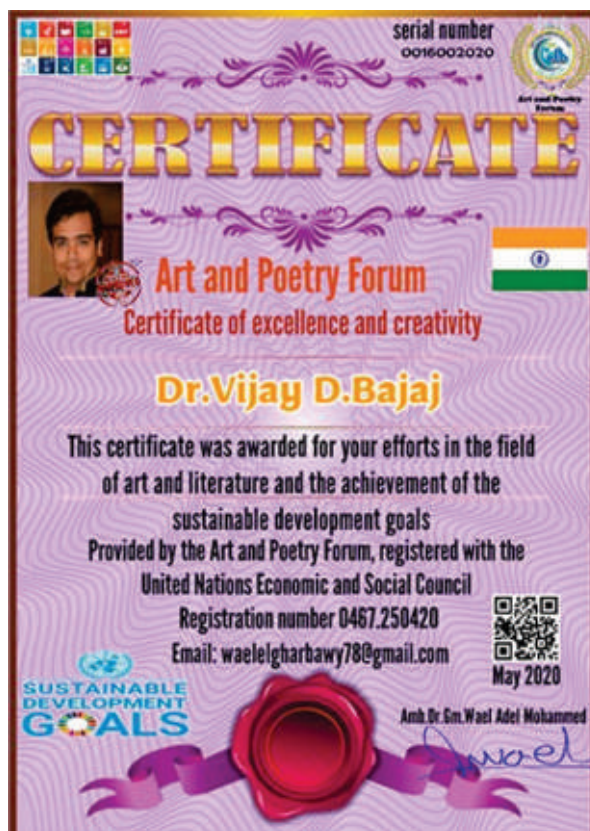 serial number
0016002020
Art and Poetry
Forum
CERTIFICATE
Art and Poetry Forum
Certificate of excellence and creativity
Dr.Vijay D.Bajaj
This certificate was awarded for your efforts in the field
of art and literature and the achievement of the
sustainable development goals
Provided by the Art and Poetry Forum, registered with the
United Nations Economic and Social Council
Registration number 0467.250420
Email: waelelgharbawy78@gmail.com
May 2020
SUSTAINABLE
DEVELOPMENT
GOALS
Amb.Dr.Gm.Wael Adel Mohammed
wael